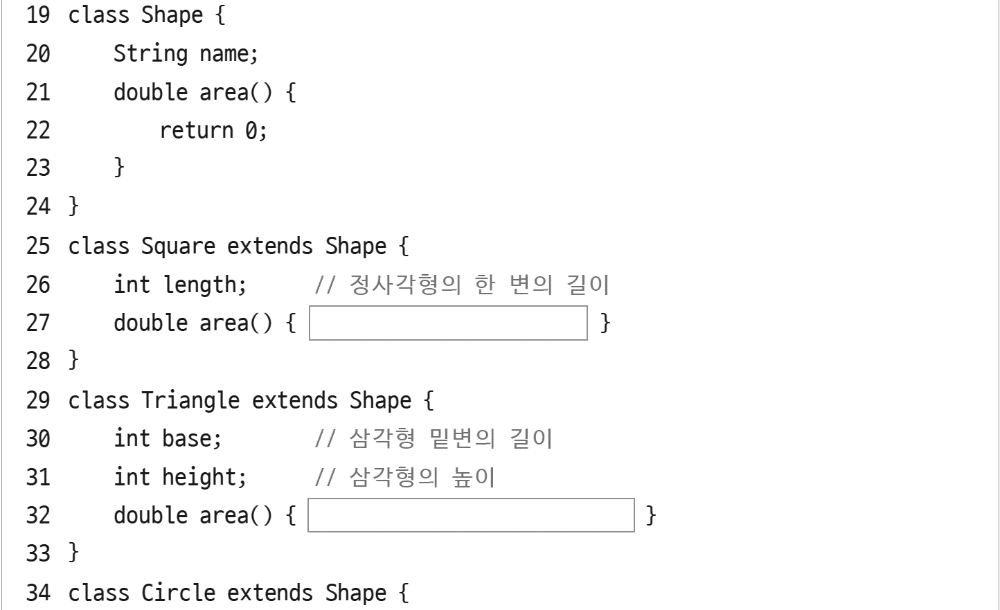 19 class Shape {
20 String name;
21 double area() {
22 return 0;
23 }
24 }
25 class Square extends Shape {
26 int length; // 정사각형의 한 변의 길이
27 double area() { }
28 }
29 class Triangle extends Shape {
30 int base; // 삼각형 밑변의 길이
31 int height; // 삼각형의 높이
32 double area() { }
33 }
34 class Circle extends Shape {